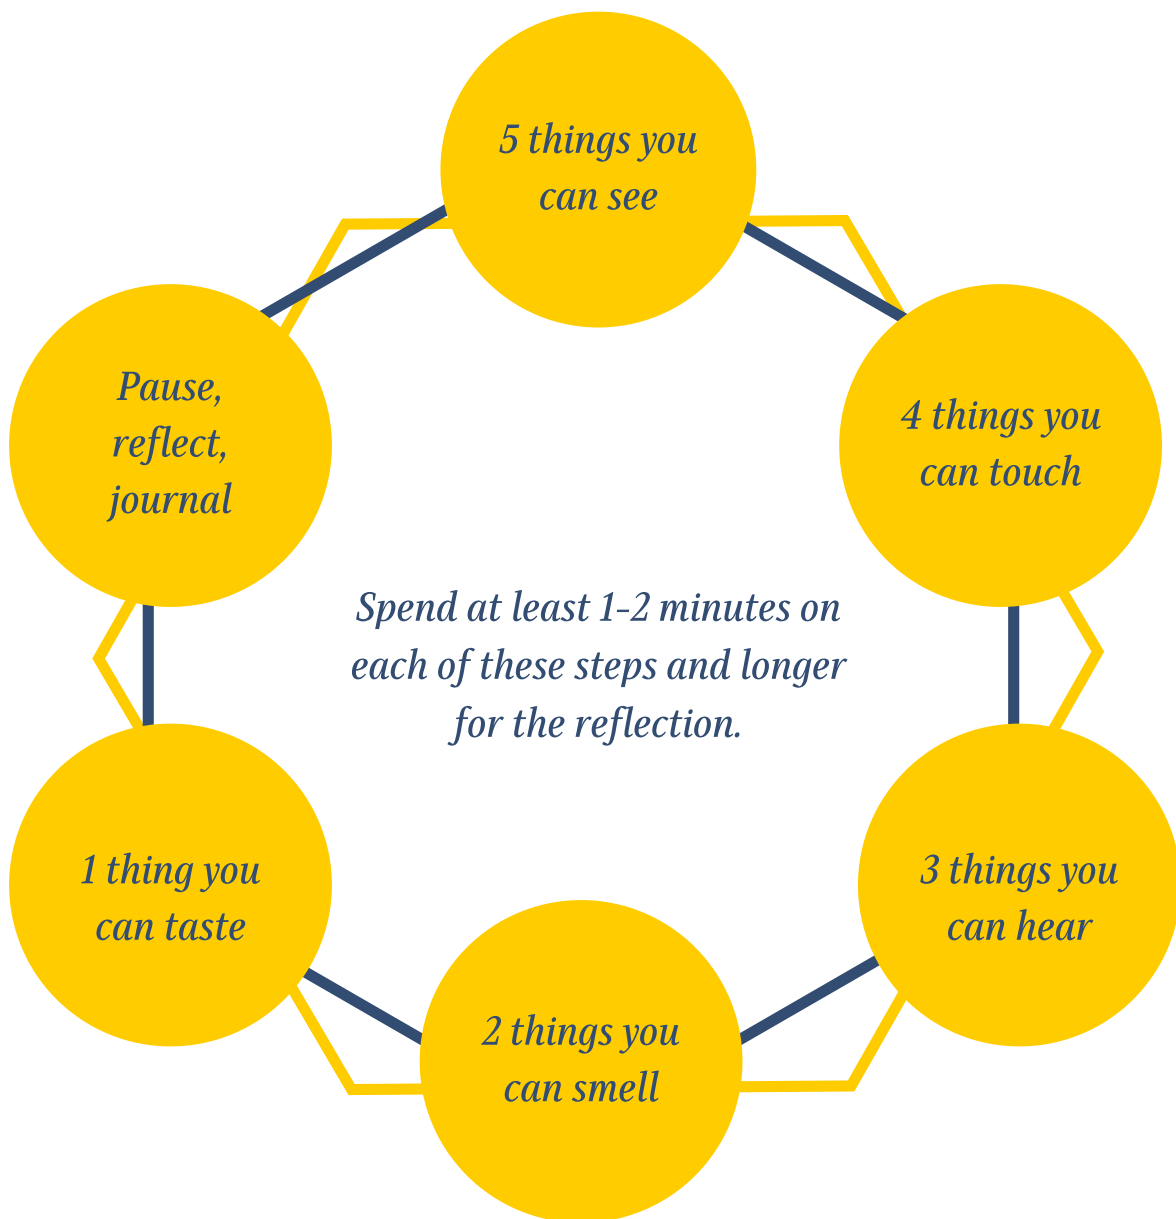 5 things you
can see
4 things you
can touch
3 things you
can hear
2 things you
can smell
1 thing you
can taste
Pause,
reflect,
journal
Spend at least 1-2 minutes on
each of these steps and longer
for the reflection.